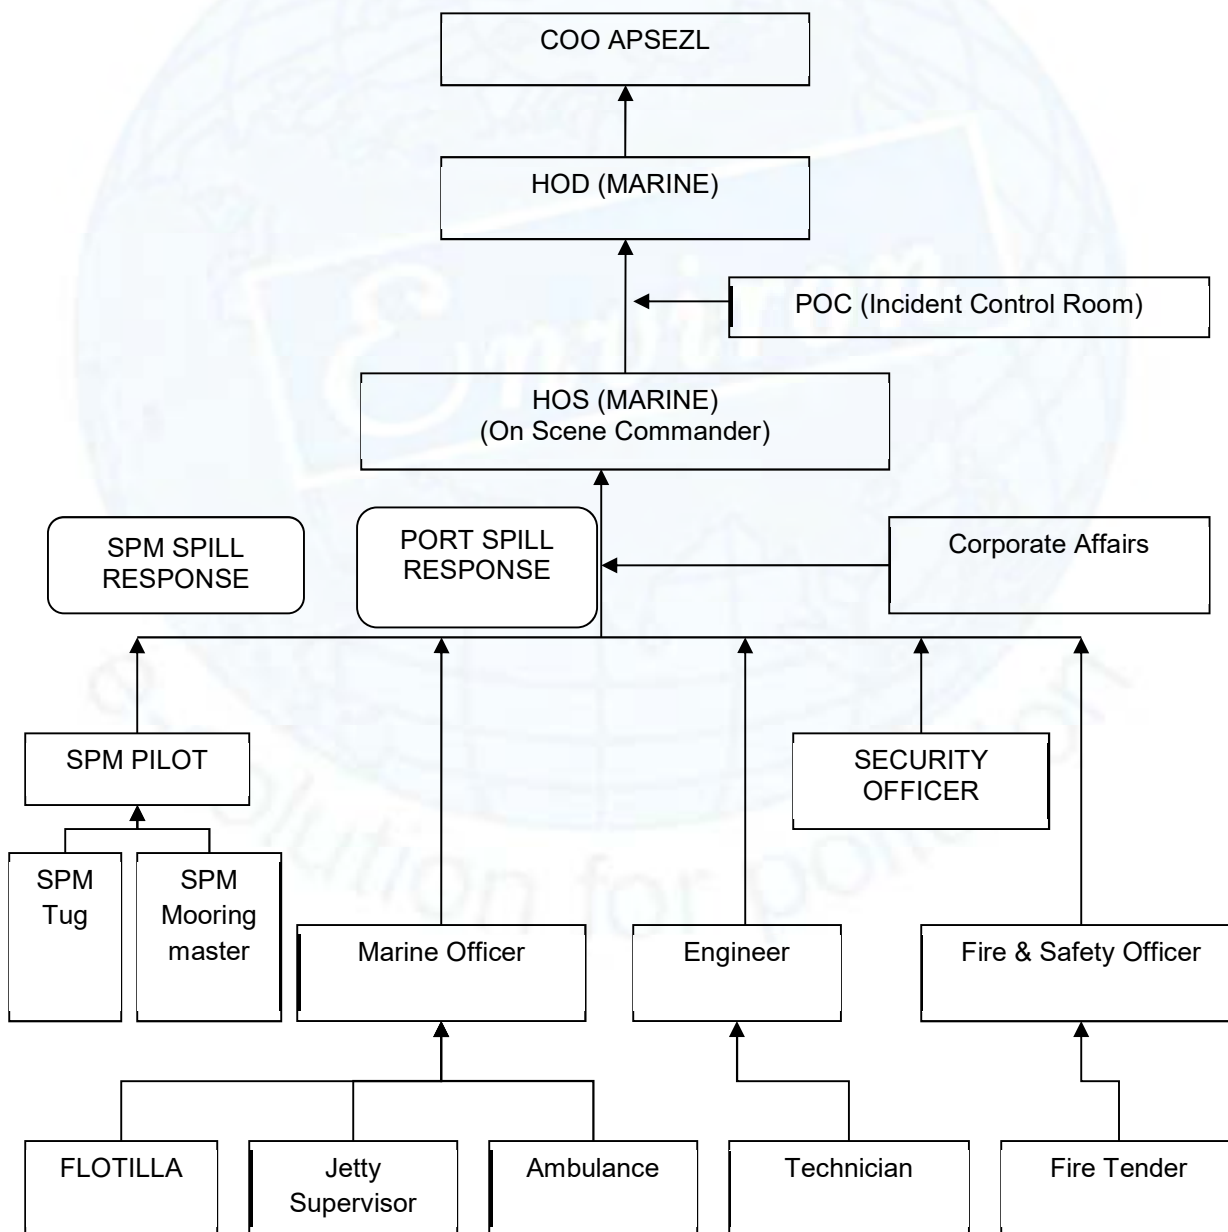 COO APSEZL
HOD (MARINE)
POC (Incident Control Room)
HOS (MARINE)
(On Scene Commander)
SPM SPILL
RESPONSE
PORT SPILL
RESPONSE
Corporate Affairs
SPM PILOT
SECURITY
OFFICER
SPM
Tug
SPM
Mooring
master
Marine Officer
Engineer
Fire & Safety Officer
FLOTILLA
Jetty
Supervisor
Ambulance
Technician
Fire Tender
Environ